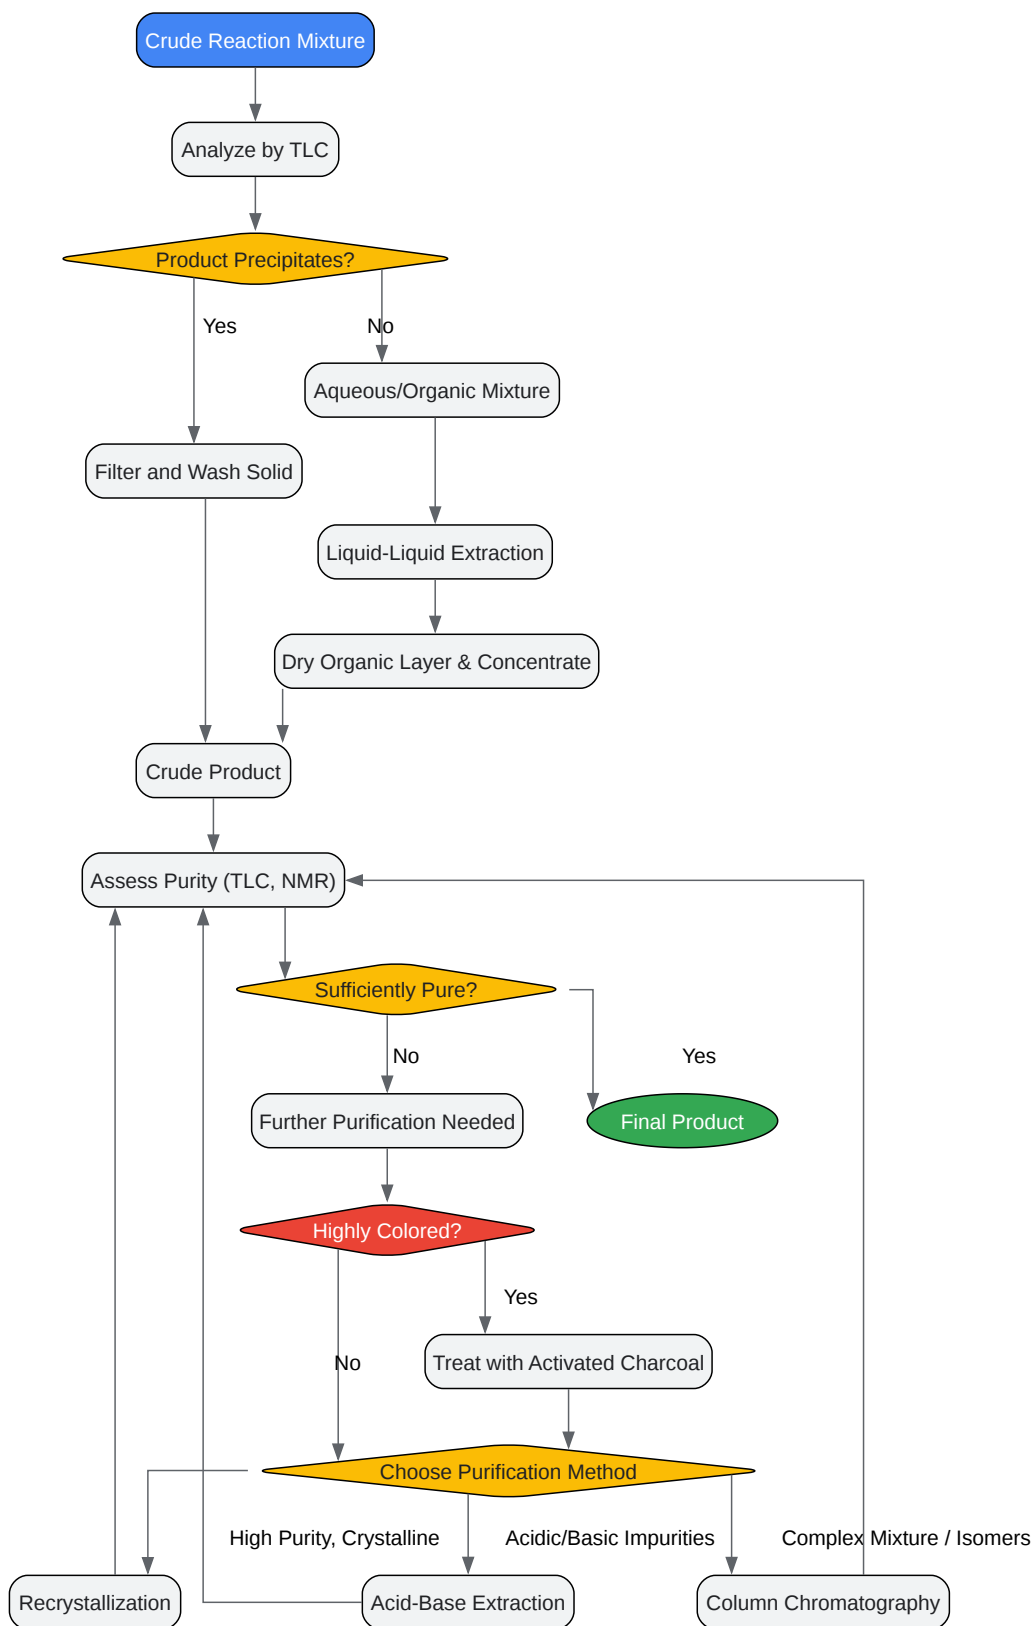 Crude Reaction Mixture
Analyze by TLC
Product Precipitates?
Yes
No
Aqueous/Organic Mixture
Filter and Wash Solid
Liquid-Liquid Extraction
Dry Organic Layer & Concentrate
Crude Product
Assess Purity (TLC, NMR)
Sufficiently Pure?
No
Yes
Further Purification Needed
Final Product
Highly Colored?
Yes
No
Treat with Activated Charcoal
Choose Purification Method
High Purity, Crystalline
Acidic/Basic Impurities
Complex Mixture / Isomers
Recrystallization
Acid-Base Extraction
Column Chromatography